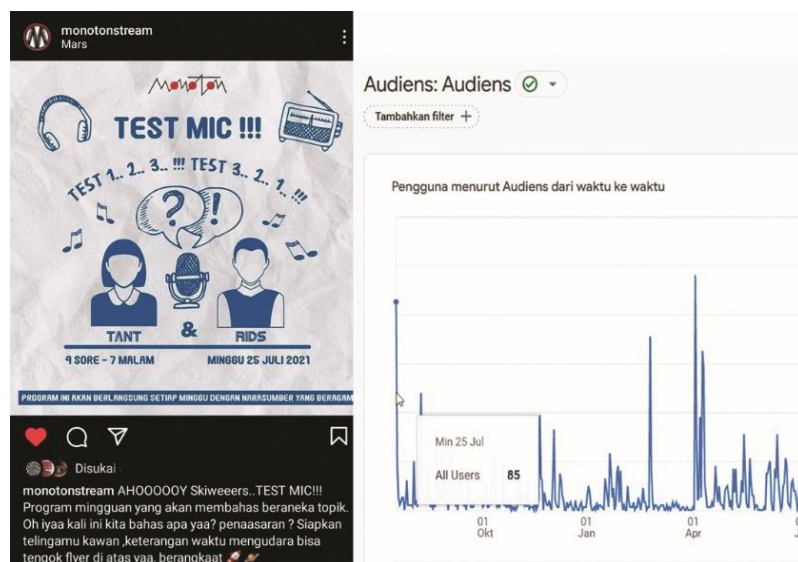 monotonstream
Mars
MONOTON
TEST MIC !!!
TEST 1.. 2.. 3.. !!! TEST 3.. 2.. 1.. !!!
?
!
TANT & RIDS
9 SORE - 7 MALAM
MINGGU 25 JULI 2021
PROGRAM INI AKAN BERLANGSUNG SETIAP MINGGU DENGAN NARASUMBER YANG BERAGAM
Disukai
monotonstream AHOOOOOY Skiweeers..TEST MIC!!!
Program mingguan yang akan membahas beraneka topik.
Oh iyaa kali ini kita bahas apa yaa? penaasaran ? Siapkan
telingamu kawan ,keterangan waktu mengudara bisa
tengok flyer di atas yaa, berangkaat
Audiens: Audiens
Tambahkan filter +
Pengguna menurut Audiens dari waktu ke waktu
Min 25 Jul
All Users 85
01
Okt
01
Jan
01
Apr